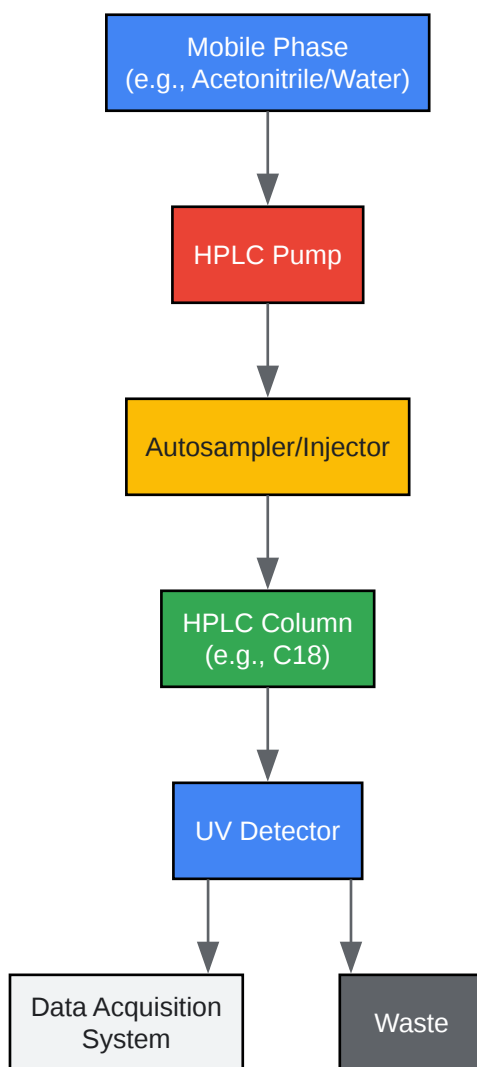 Mobile Phase
(e.g., Acetonitrile/Water)
HPLC Pump
Autosampler/Injector
HPLC Column
(e.g., C18)
UV Detector
Data Acquisition
System
Waste